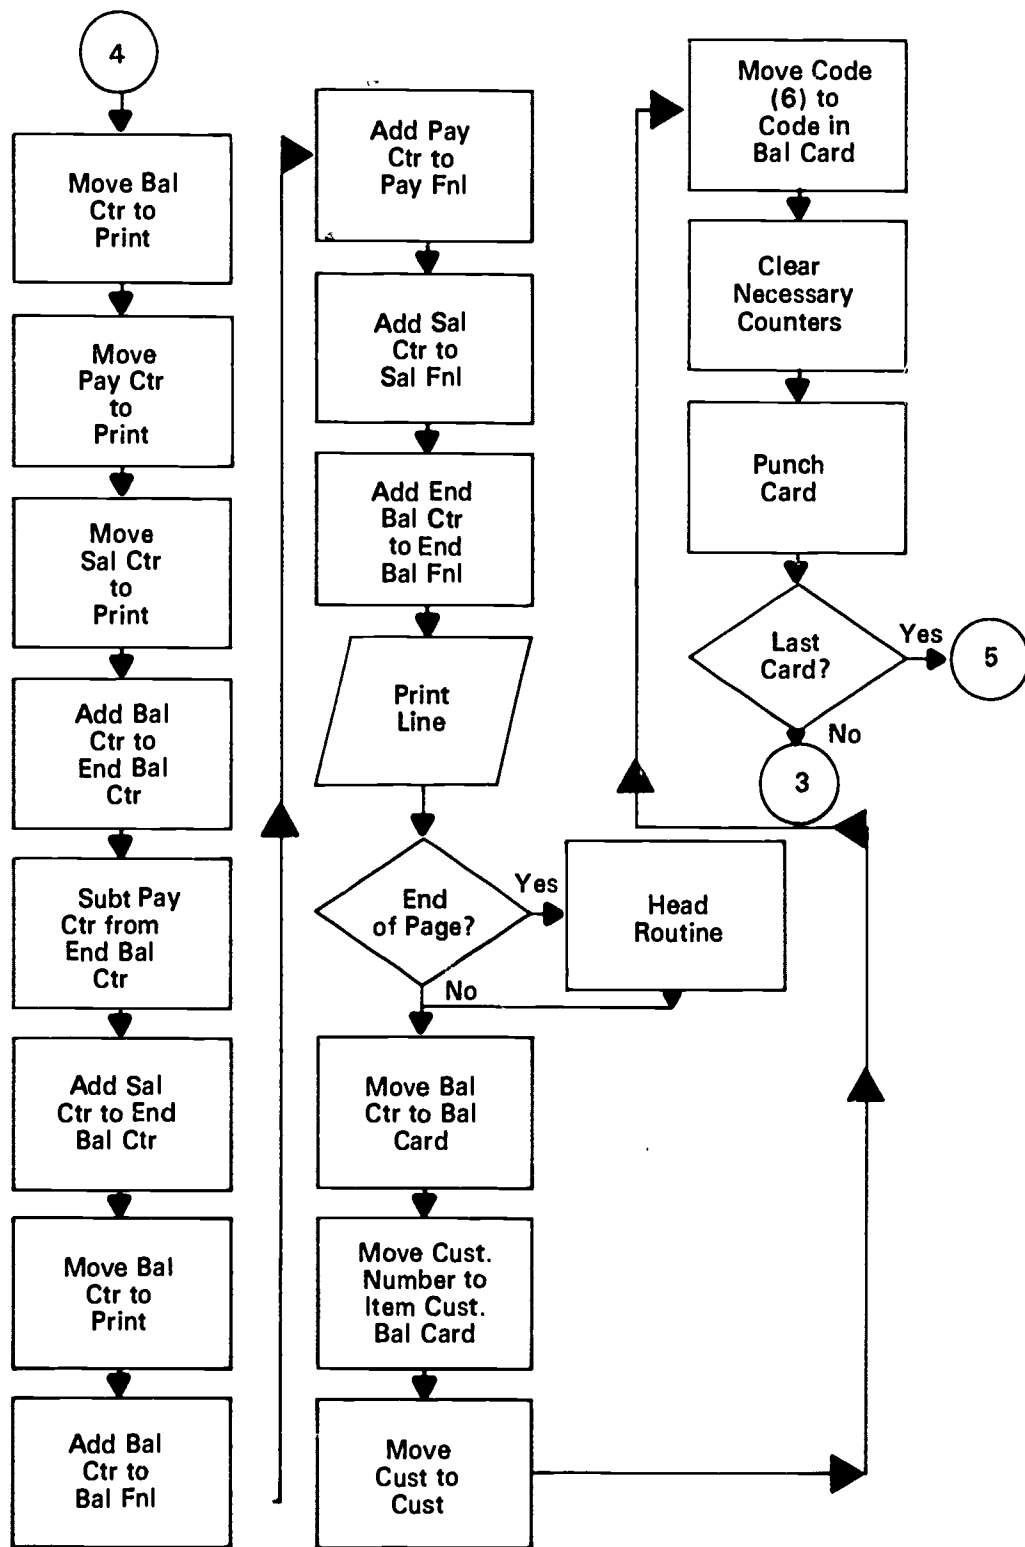 4
Move Bal
Ctr to
Print
Move
Pay Ctr
to
Print
Move
Sal Ctr
to
Print
Add Bal
Ctr to
End Bal
Ctr
Subt Pay
Ctr from
End Bal
Ctr
Add Sal
Ctr to End
Bal Ctr
Move Bal
Ctr to
Print
Add Bal
Ctr to
Bal Fnl
Add Pay
Ctr to
Pay Fnl
Add Sal
Ctr to
Sal Fnl
Add End
Bal Ctr
to End
Bal Fnl
Print
Line
End
of Page?
Yes
Head
Routine
No
Move Bal
Ctr to Bal
Card
Move Cust.
Number to
Item Cust.
Bal Card
Move
Cust to
Cust
Move Code
(6) to
Code in
Bal Card
Clear
Necessary
Counters
Punch
Card
Last
Card?
Yes
5
No
3